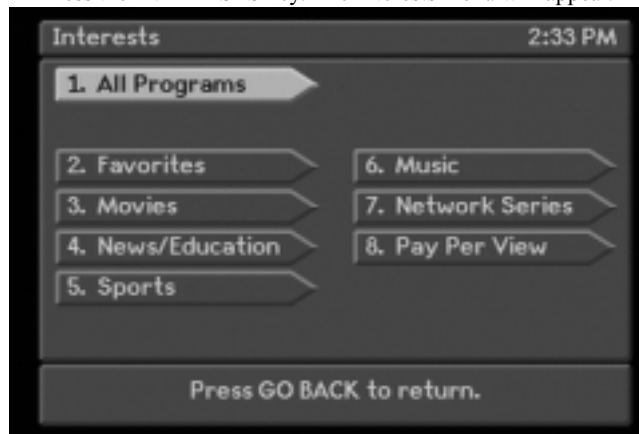 Interests 2:33 PM
1. All Programs
2. Favorites
3. Movies
4. News/Education
5. Sports
6. Music
7. Network Series
8. Pay Per View
Press GO BACK to return.